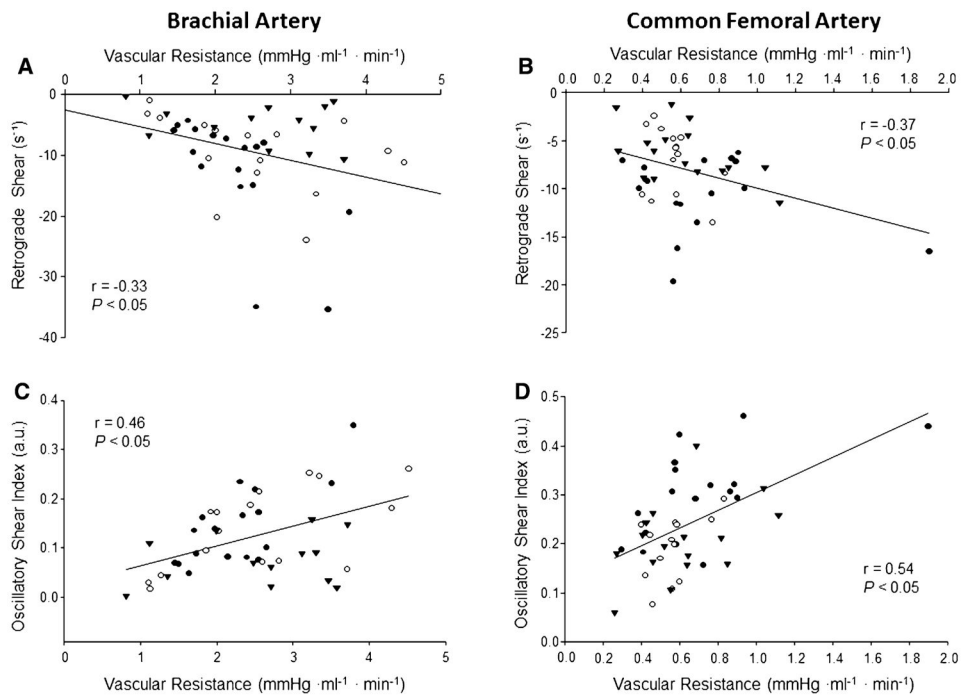 Brachial Artery
Common Femoral Artery
A
Vascular Resistance (mmHg ·ml-1 · min-1)
0 1 2 3 4 5
0
-10
-20
-30
-40
Retrograde Shear (s-1)
r = -0.33
P < 0.05
B
Vascular Resistance (mmHg ·ml-1 · min-1)
0.0 0.2 0.4 0.6 0.8 1.0 1.2 1.4 1.6 1.8 2.0
0
-5
-10
-15
-20
-25
Retrograde Shear (s-1)
r = -0.37
P < 0.05
C
0.4
0.3
0.2
0.1
0.0
Oscillatory Shear Index (a.u.)
r = 0.46
P < 0.05
0 1 2 3 4 5
Vascular Resistance (mmHg ·ml-1 · min-1)
D
0.5
0.4
0.3
0.2
0.1
0.0
Oscillatory Shear Index (a.u.)
r = 0.54
P < 0.05
0.0 0.2 0.4 0.6 0.8 1.0 1.2 1.4 1.6 1.8 2.0
Vascular Resistance (mmHg ·ml-1 · min-1)